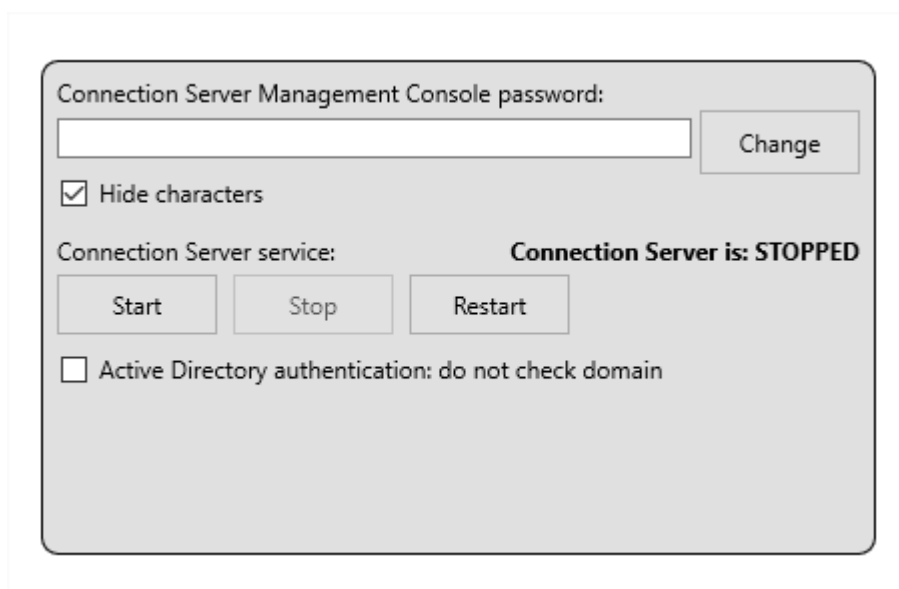 Connection Server Management Console password:
Change
Hide characters
Connection Server service:
Connection Server is: STOPPED
Start
Stop
Restart
Active Directory authentication: do not check domain